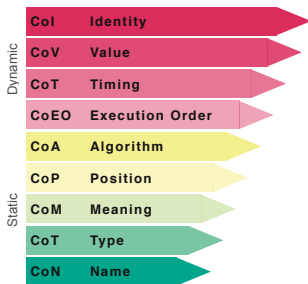 Dynamic
CoI Identity
CoV Value
CoT Timing
CoEO Execution Order
CoA Algorithm
CoP Position
Static
CoM Meaning
CoT Type
CoN Name